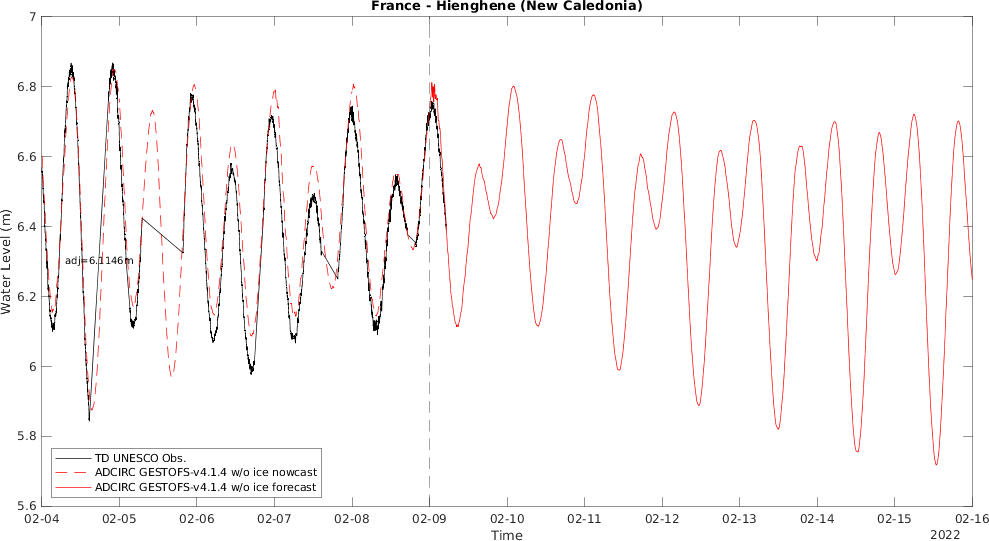 France - Hienghene (New Caledonia)
7
6.8
6.6
6.4
6.2
6
5.8
5.6
Water Level (m)
adj=6.1146m
TD UNESCO Obs.
ADCIRC GESTOFS-v4.1.4 w/o ice nowcast
ADCIRC GESTOFS-v4.1.4 w/o ice forecast
02-04 02-05 02-06 02-07 02-08 02-09 02-10 02-11 02-12 02-13 02-14 02-15 02-16
Time
2022